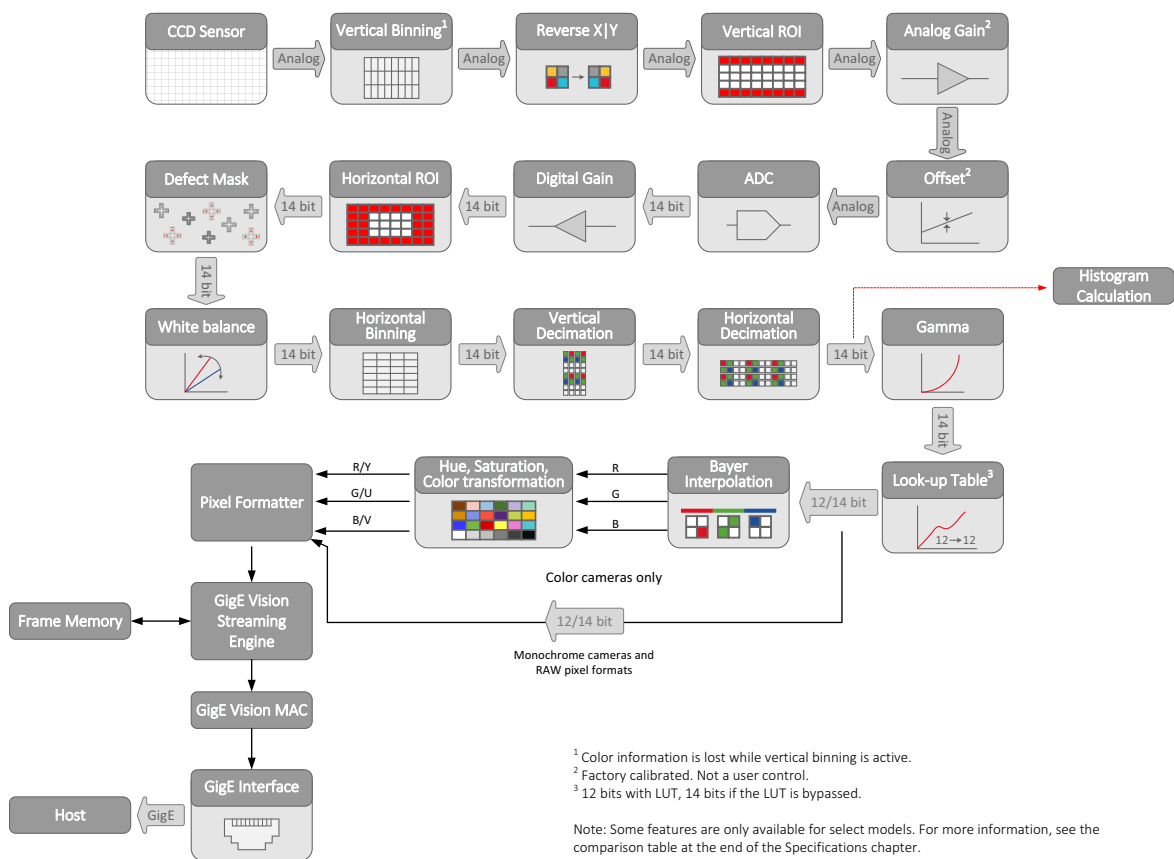 CCD Sensor
Analog
Vertical Binning¹
Analog
Reverse X|Y
Analog
Vertical ROI
Analog
Analog Gain²
Analog
Defect Mask
14 bit
Horizontal ROI
14 bit
Digital Gain
14 bit
ADC
Analog
Offset²
14 bit
Histogram
Calculation
White balance
14 bit
Horizontal
Binning
14 bit
Vertical
Decimation
14 bit
Horizontal
Decimation
14 bit
Gamma
14 bit
Pixel Formatter
R/Y
G/U
B/V
Hue, Saturation,
Color transformation
R
G
B
Bayer
Interpolation
12/14 bit
Look-up Table³
12→12
Color cameras only
Frame Memory
GigE Vision
Streaming
Engine
12/14 bit
Monochrome cameras and
RAW pixel formats
GigE Vision MAC
GigE Interface
Host
GigE
¹ Color information is lost while vertical binning is active.
² Factory calibrated. Not a user control.
³ 12 bits with LUT, 14 bits if the LUT is bypassed.
Note: Some features are only available for select models. For more information, see the
comparison table at the end of the Specifications chapter.